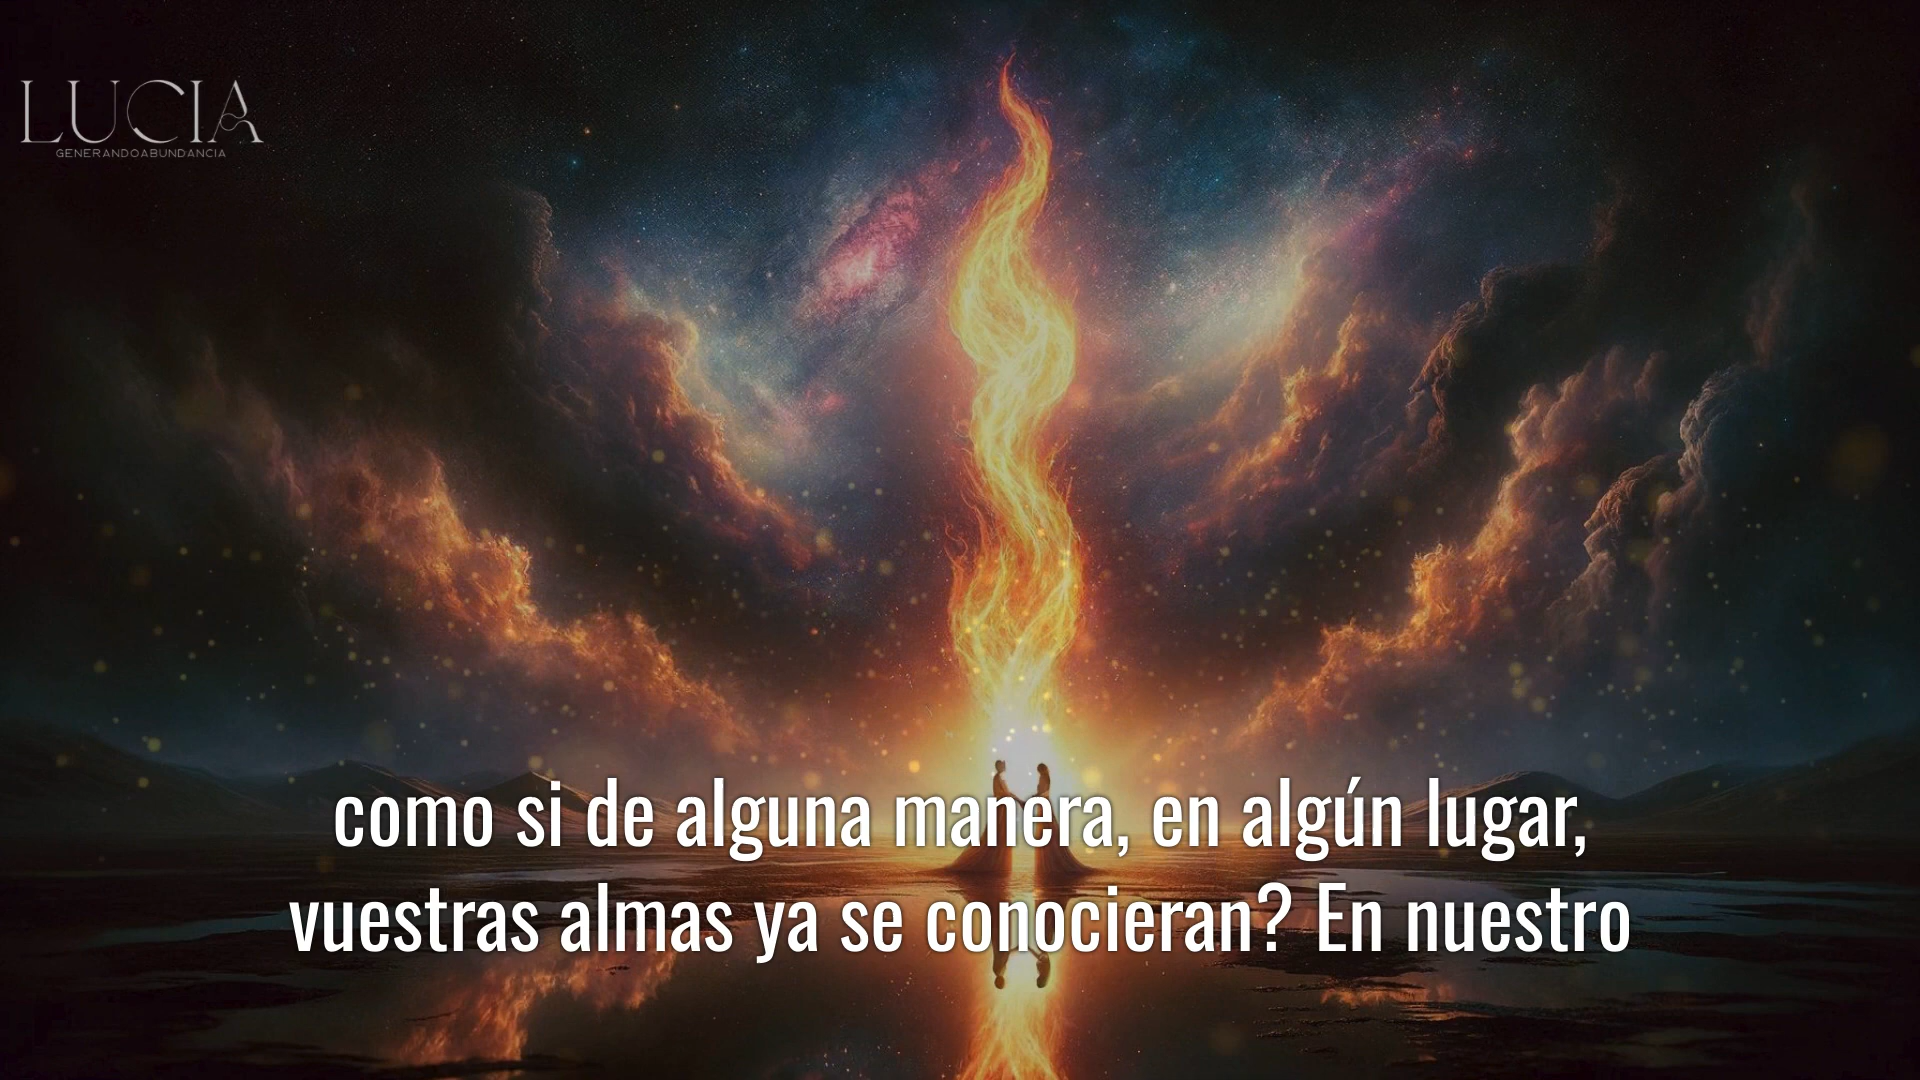 LUCIA
GENERANDOABUNDANCIA
como si de alguna manera, en algún lugar,
vuestras almas ya se conocieran? En nuestro